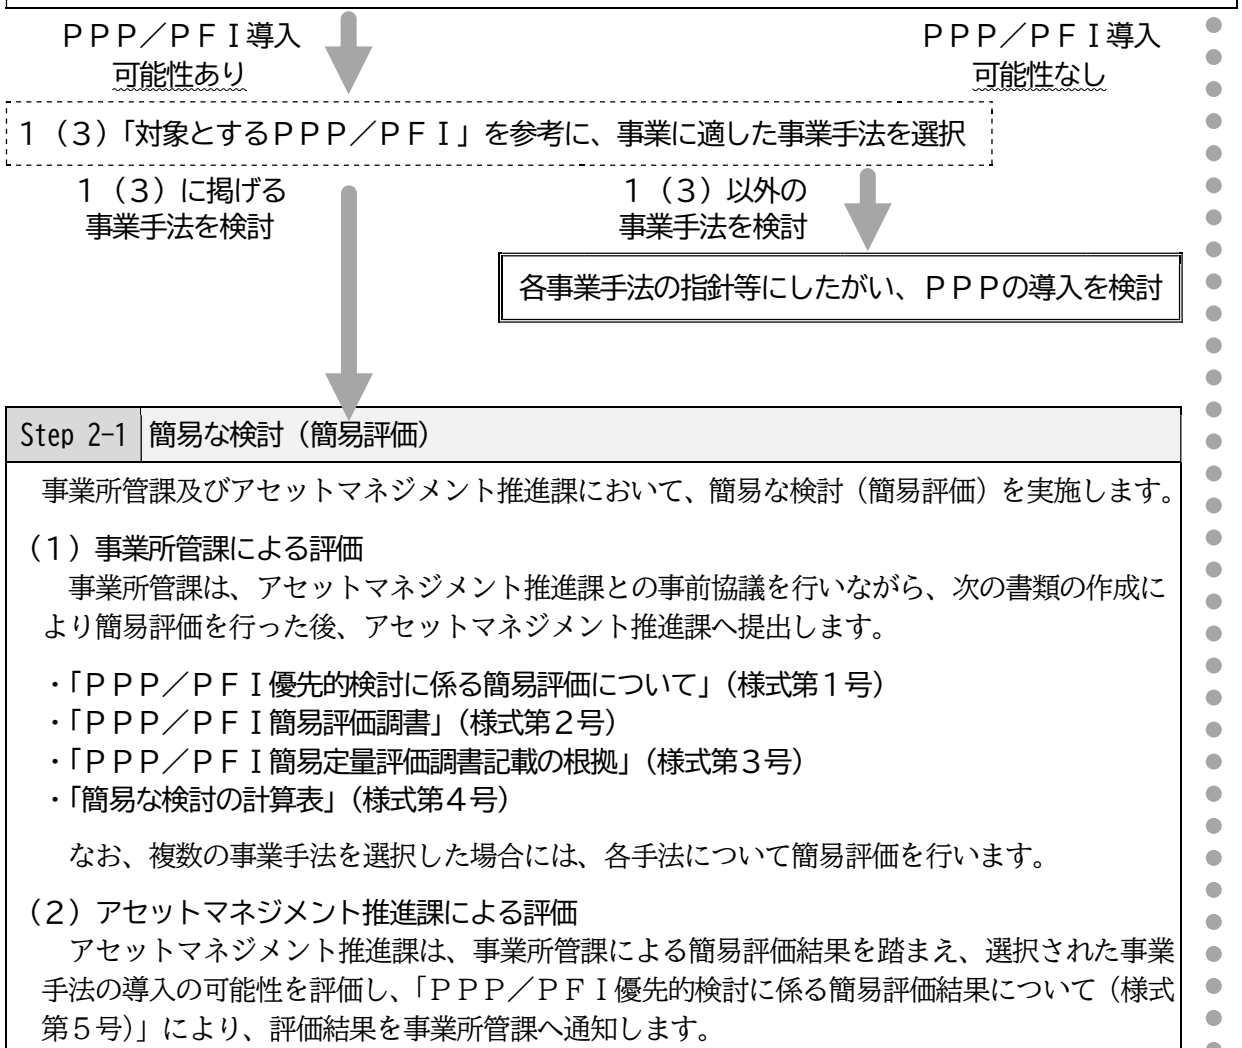 ＰＰＰ／ＰＦＩ導入
可能性あり
ＰＰＰ／ＰＦＩ導入
可能性なし
１（３）「対象とするＰＰＰ／ＰＦＩ」を参考に、事業に適した事業手法を選択
１（３）に掲げる
事業手法を検討
１（３）以外の
事業手法を検討
各事業手法の指針等にしたがい、ＰＰＰの導入を検討
Step 2-1 簡易な検討（簡易評価）
事業所管課及びアセットマネジメント推進課において、簡易な検討（簡易評価）を実施します。
（１）事業所管課による評価
事業所管課は、アセットマネジメント推進課との事前協議を行いながら、次の書類の作成に
より簡易評価を行った後、アセットマネジメント推進課へ提出します。
・「ＰＰＰ／ＰＦＩ優先的検討に係る簡易評価について」（様式第１号）
・「ＰＰＰ／ＰＦＩ簡易評価調書」（様式第２号）
・「ＰＰＰ／ＰＦＩ簡易定量評価調書記載の根拠」（様式第３号）
・「簡易な検討の計算表」（様式第４号）
なお、複数の事業手法を選択した場合には、各手法について簡易評価を行います。
（２）アセットマネジメント推進課による評価
アセットマネジメント推進課は、事業所管課による簡易評価結果を踏まえ、選択された事業
手法の導入の可能性を評価し、「ＰＰＰ／ＰＦＩ優先的検討に係る簡易評価結果について（様式
第５号）」により、評価結果を事業所管課へ通知します。